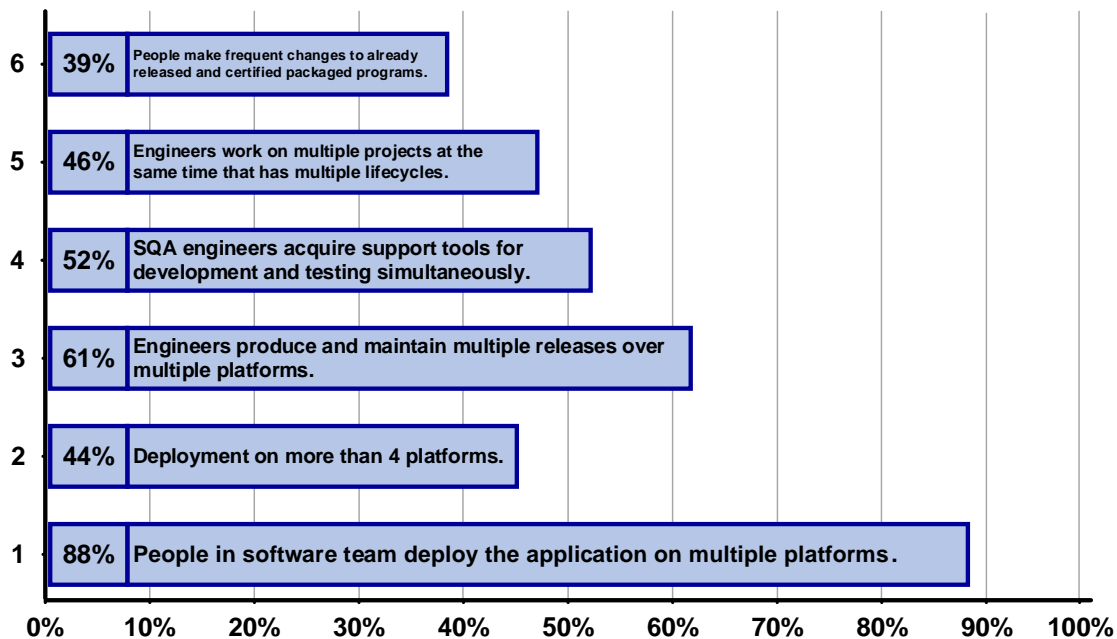 6
39%
People make frequent changes to already
released and certified packaged programs.
5
46%
Engineers work on multiple projects at the
same time that has multiple lifecycles.
4
52%
SQA engineers acquire support tools for
development and testing simultaneously.
3
61%
Engineers produce and maintain multiple releases over
multiple platforms.
2
44%
Deployment on more than 4 platforms.
1
88%
People in software team deploy the application on multiple platforms.
0% 10% 20% 30% 40% 50% 60% 70% 80% 90% 100%